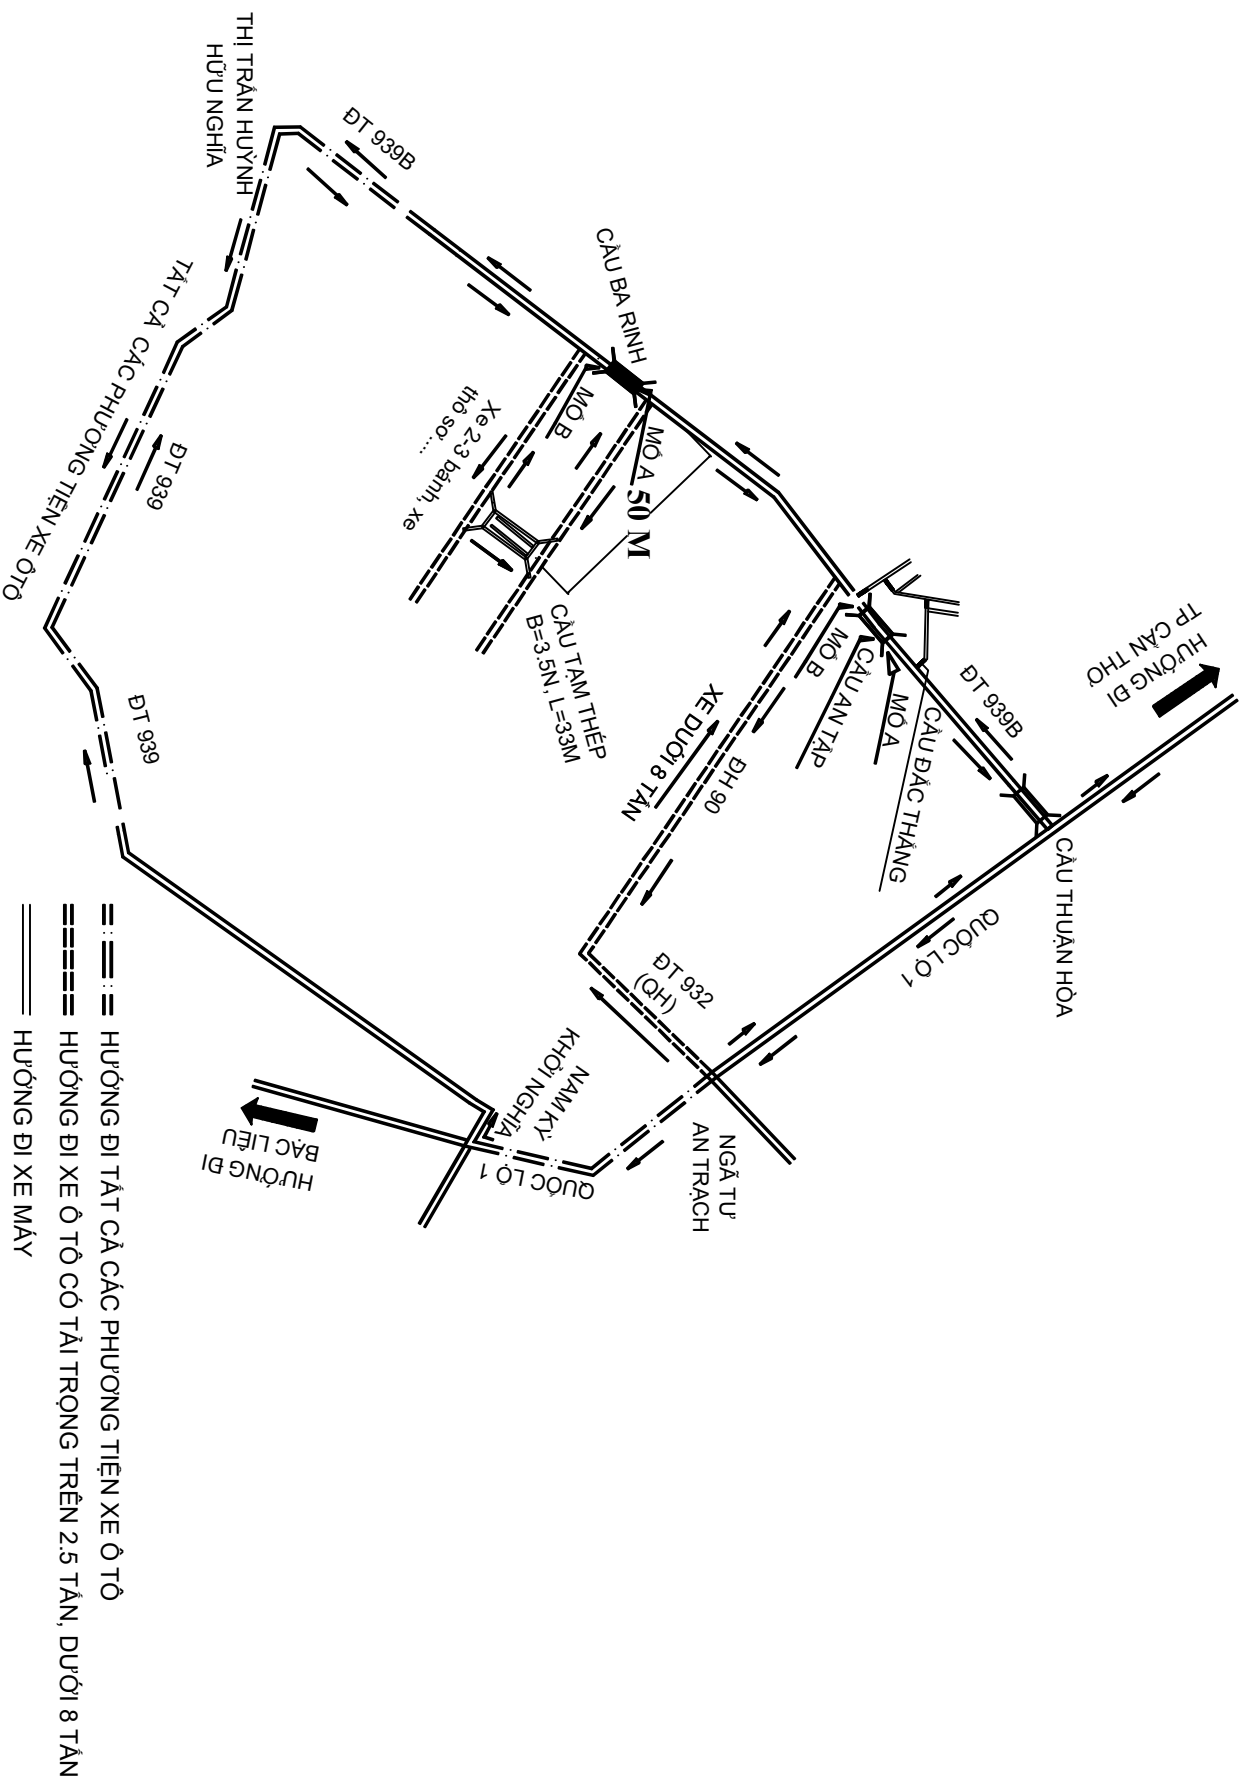 THỊ TRẤN HUỲNH
HỮU NGHĨA
ĐT 939B
CẦU BA RINH
MỐ B
MỐ A
50 M
Xe 2-3 bánh, xe
thô sơ....
CẦU TẠM THÉP
B=3.5N, L=33M
TẤT CẢ CÁC PHƯƠNG TIỆN XE ÔTÔ
ĐT 939
ĐT 939
HƯỚNG ĐI
TP CẦN THƠ
ĐT 939B
CẦU ĐẮC THẮNG
MỐ A
CẦU AN TẬP
MỐ B
ĐH 90
XE DƯỚI 8 TẤN
CẦU THUẬN HÒA
QUỐC LỘ 1
ĐT 932
(QH)
NGÃ TƯ
AN TRẠCH
NAM KỲ
KHỞI NGHĨA
QUỐC LỘ 1
HƯỚNG ĐI
BẠC LIÊU
HƯỚNG ĐI TẤT CẢ CÁC PHƯƠNG TIỆN XE Ô TÔ
HƯỚNG ĐI XE Ô TÔ CÓ TẢI TRỌNG TRÊN 2.5 TẤN, DƯỚI 8 TẤN
HƯỚNG ĐI XE MÁY